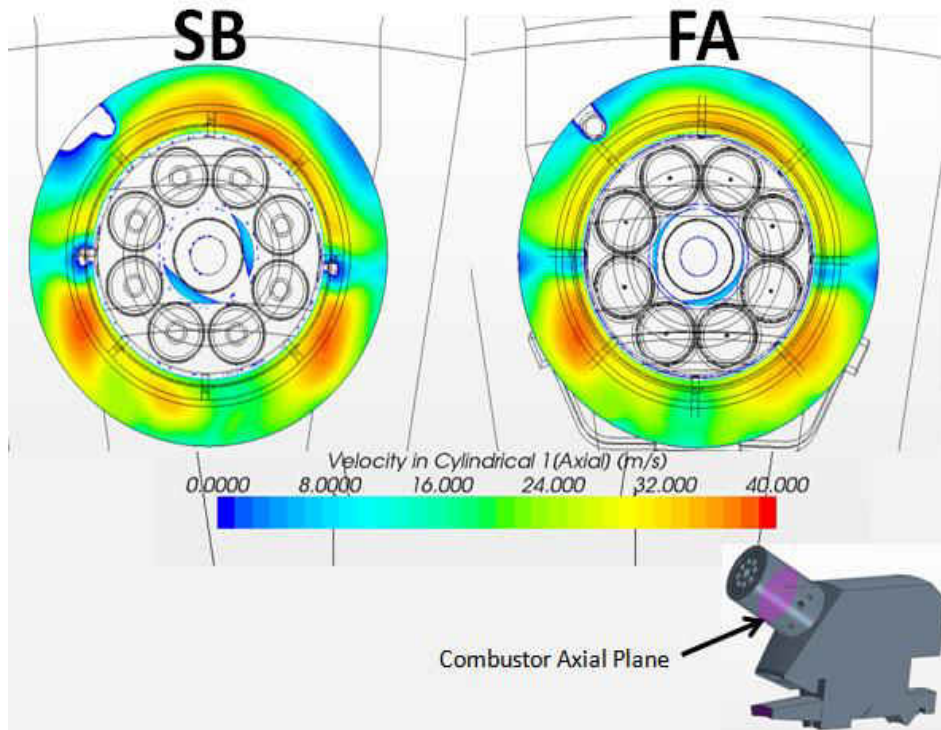 SB FA
Velocity in Cylindrical 1(Axial) (m/s)
0.0000 8.0000 16.000 24.000 32.000 40.000
Combustor Axial Plane